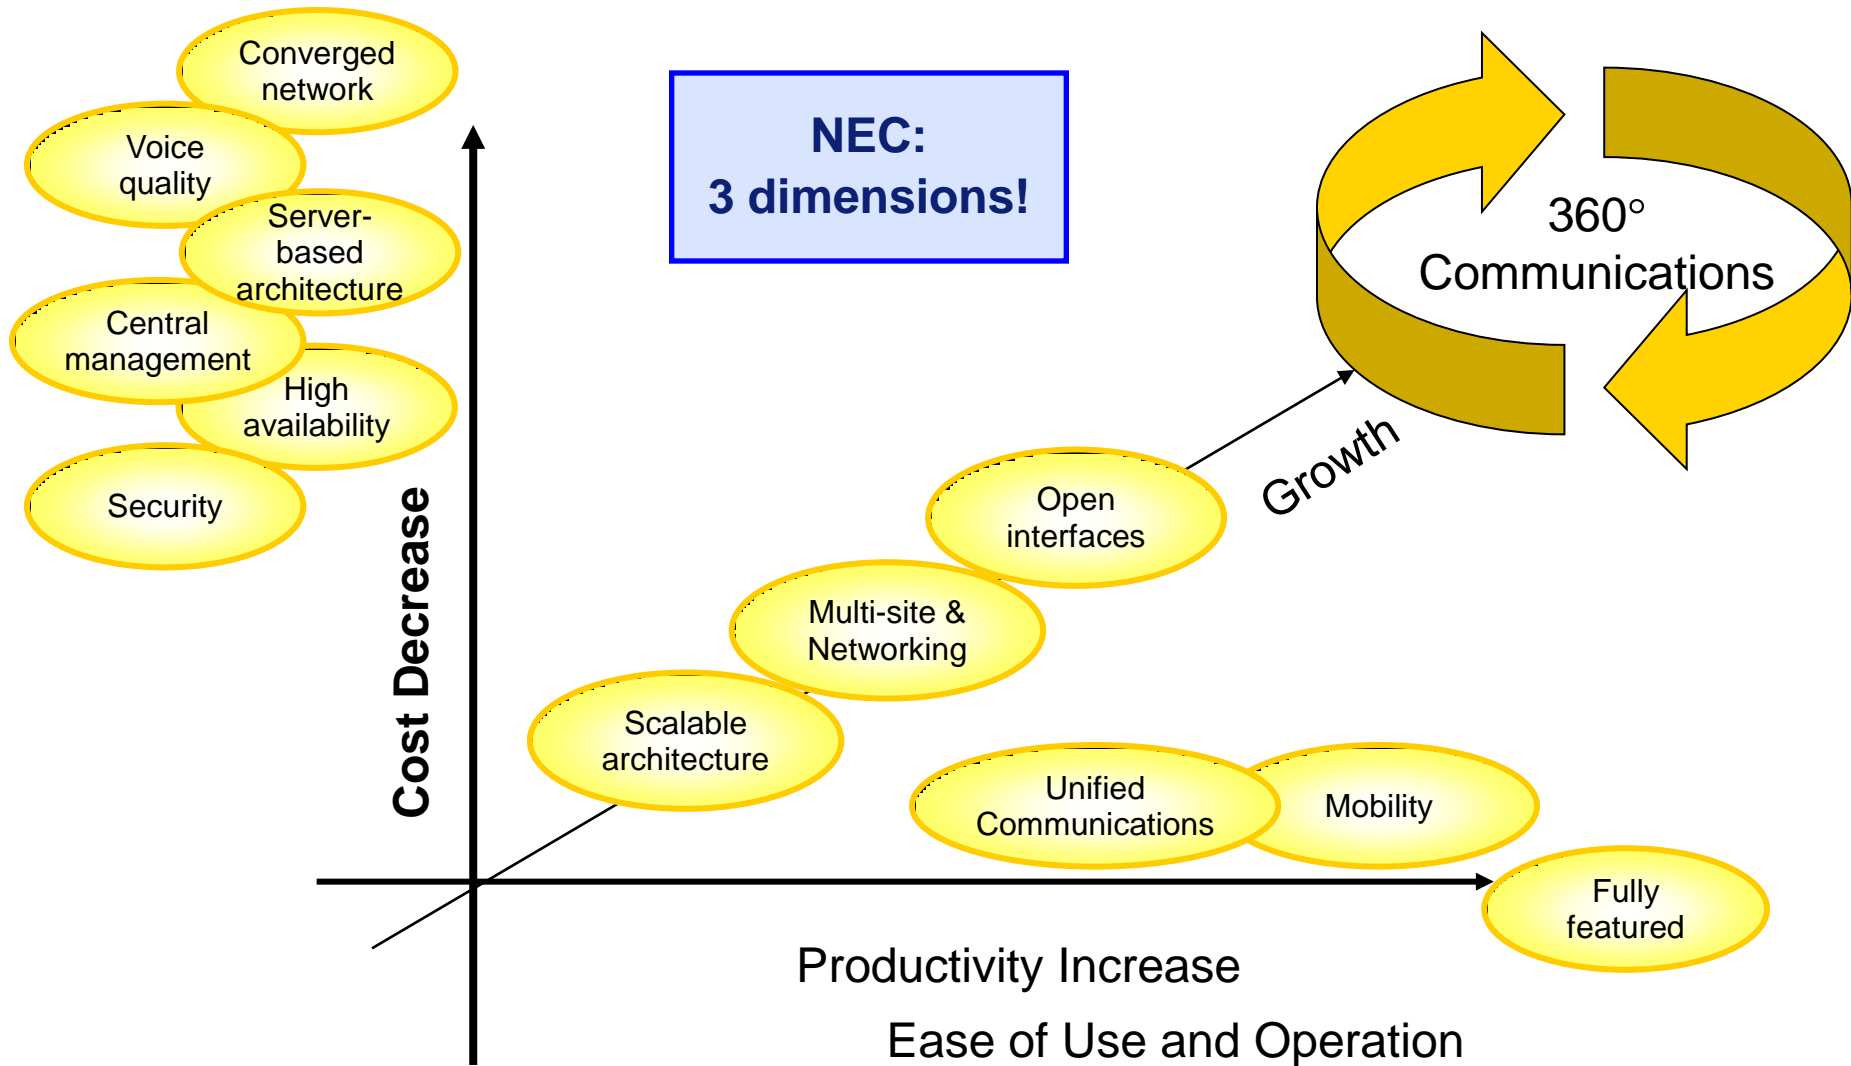 Converged
network
Voice
quality
Server-
based
architecture
Central
management
High
availability
Security
NEC:
3 dimensions!
360°
Communications
Growth
Open
interfaces
Multi-site &
Networking
Scalable
architecture
Cost Decrease
Unified
Communications
Mobility
Fully
featured
Productivity Increase
Ease of Use and Operation